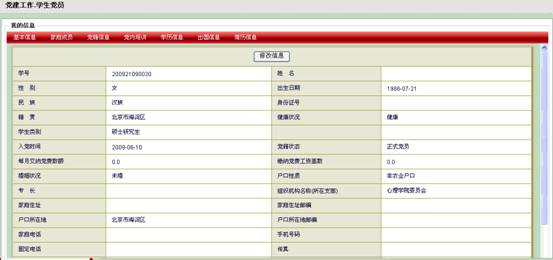 党建工作.学生党员
我的信息
基本信息 家庭成员 党籍信息 党内培训 学历信息 出国信息 简历信息
修改信息
学号 200921090030 姓 名
性 别 女 出生日期 1986-07-21
民 族 汉族 身份证号
籍 贯 北京市海淀区 健康状况 健康
学生类别 硕士研究生
入党时间 2009-06-10 党籍状态 正式党员
每月交纳党费数额 0.0 缴纳党费工资基数 0.0
婚姻状况 未婚 户口性质 非农业户口
专 长 组织机构名称(所在支部) 心理学院委员会
家庭住址 家庭住址邮编
户口所在地 北京市海淀区 户口所在地邮编
家庭电话 手机号码
固定电话 传真